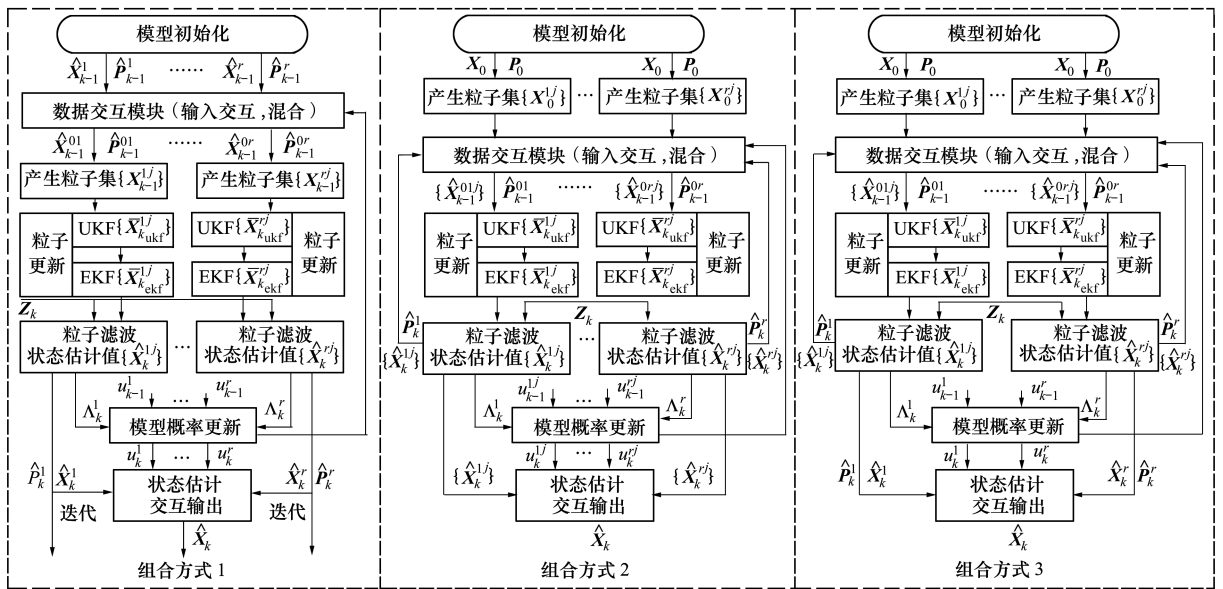 模型初始化
X̂¹ₖ₋₁ P̂¹ₖ₋₁ …… X̂ʳₖ₋₁ P̂ʳₖ₋₁
数据交互模块(输入交互,混合)
X̂⁰¹ₖ₋₁ P̂⁰¹ₖ₋₁ …… X̂⁰ʳₖ₋₁ P̂⁰ʳₖ₋₁
产生粒子集{X¹ʲₖ₋₁} 产生粒子集{Xʳʲₖ₋₁}
粒子更新 UKF{X̄¹ʲ_k_ukf} UKF{X̄ʳʲ_k_ukf} 粒子更新
EKF{X̄¹ʲ_k_ekf} EKF{X̄ʳʲ_k_ekf}
Zₖ
粒子滤波 … 粒子滤波
状态估计值{X̂¹ʲₖ} 状态估计值{X̂ʳʲₖ}
u¹ₖ₋₁ … uʳₖ₋₁
Λ¹ₖ Λʳₖ
模型概率更新
u¹ₖ … uʳₖ
P̂¹ₖ X̂¹ₖ X̂ʳₖ P̂ʳₖ
状态估计
交互输出
迭代 迭代
X̂ₖ
组合方式 1
模型初始化
X₀ P₀ X₀ P₀
产生粒子集{X¹ʲ₀} … 产生粒子集{Xʳʲ₀}
数据交互模块(输入交互,混合)
{X̂⁰¹ʲₖ₋₁} P̂⁰¹ₖ₋₁ …… {X̂⁰ʳʲₖ₋₁} P̂⁰ʳₖ₋₁
粒子更新 UKF{X̄¹ʲ_k_ukf} UKF{X̄ʳʲ_k_ukf} 粒子更新
EKF{X̄¹ʲ_k_ekf} EKF{X̄ʳʲ_k_ekf}
Zₖ
P̂¹ₖ P̂ʳₖ
粒子滤波 … 粒子滤波
{X̂¹ʲₖ} 状态估计值{X̂¹ʲₖ} 状态估计值{X̂ʳʲₖ} {X̂ʳʲₖ}
u¹ʲₖ₋₁ … uʳʲₖ₋₁
Λ¹ₖ Λʳₖ
模型概率更新
u¹ʲₖ … uʳʲₖ
{X̂¹ʲₖ} {X̂ʳʲₖ}
状态估计
交互输出
X̂ₖ
组合方式 2
模型初始化
X₀ P₀ X₀ P₀
产生粒子集{X¹ʲ₀} … 产生粒子集{Xʳʲ₀}
数据交互模块(输入交互,混合)
{X̂⁰¹ʲₖ₋₁} P̂⁰¹ₖ₋₁ …… {X̂⁰ʳʲₖ₋₁} P̂⁰ʳₖ₋₁
粒子更新 UKF{X̄¹ʲ_k_ukf} UKF{X̄ʳʲ_k_ukf} 粒子更新
EKF{X̄¹ʲ_k_ekf} EKF{X̄ʳʲ_k_ekf}
Zₖ
P̂¹ₖ P̂ʳₖ
粒子滤波 … 粒子滤波
{X̂¹ʲₖ} 状态估计值{X̂¹ʲₖ} 状态估计值{X̂ʳʲₖ} {X̂ʳʲₖ}
u¹ₖ₋₁ uʳₖ₋₁
Λ¹ₖ Λʳₖ
模型概率更新
u¹ₖ uʳₖ
P̂¹ₖ X̂¹ₖ X̂ʳₖ P̂ʳₖ
状态估计
交互输出
X̂ₖ
组合方式 3